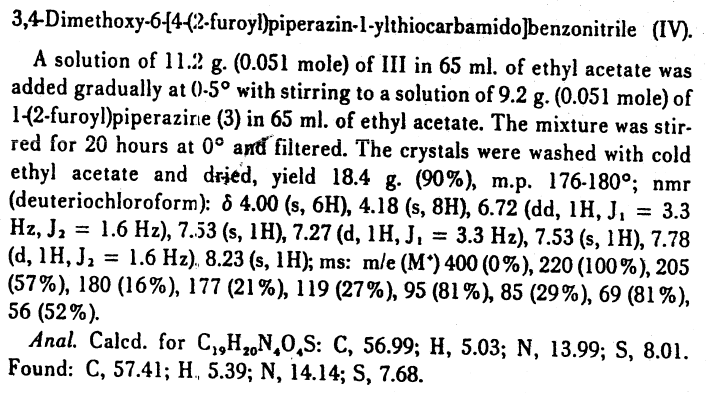 3,4-Dimethoxy-6-[4-(2-furoyl)piperazin-1-ylthiocarbamido]benzonitrile (IV).
A solution of 11.2 g. (0.051 mole) of III in 65 ml. of ethyl acetate was
added gradually at 0-5° with stirring to a solution of 9.2 g. (0.051 mole) of
1-(2-furoyl)piperazine (3) in 65 ml. of ethyl acetate. The mixture was stir-
red for 20 hours at 0° and filtered. The crystals were washed with cold
ethyl acetate and dried, yield 18.4 g. (90%), m.p. 176-180°; nmr
(deuteriochloroform): δ 4.00 (s, 6H), 4.18 (s, 8H), 6.72 (dd, 1H, J₁ = 3.3
Hz, J₂ = 1.6 Hz), 7.53 (s, 1H), 7.27 (d, 1H, J₁ = 3.3 Hz), 7.53 (s, 1H), 7.78
(d, 1H, J₂ = 1.6 Hz), 8.23 (s, 1H); ms: m/e (M⁺) 400 (0%), 220 (100%), 205
(57%), 180 (16%), 177 (21%), 119 (27%), 95 (81%), 85 (29%), 69 (81%),
56 (52%).
Anal. Calcd. for C₁₉H₂₀N₄O₄S: C, 56.99; H, 5.03; N, 13.99; S, 8.01.
Found: C, 57.41; H, 5.39; N, 14.14; S, 7.68.